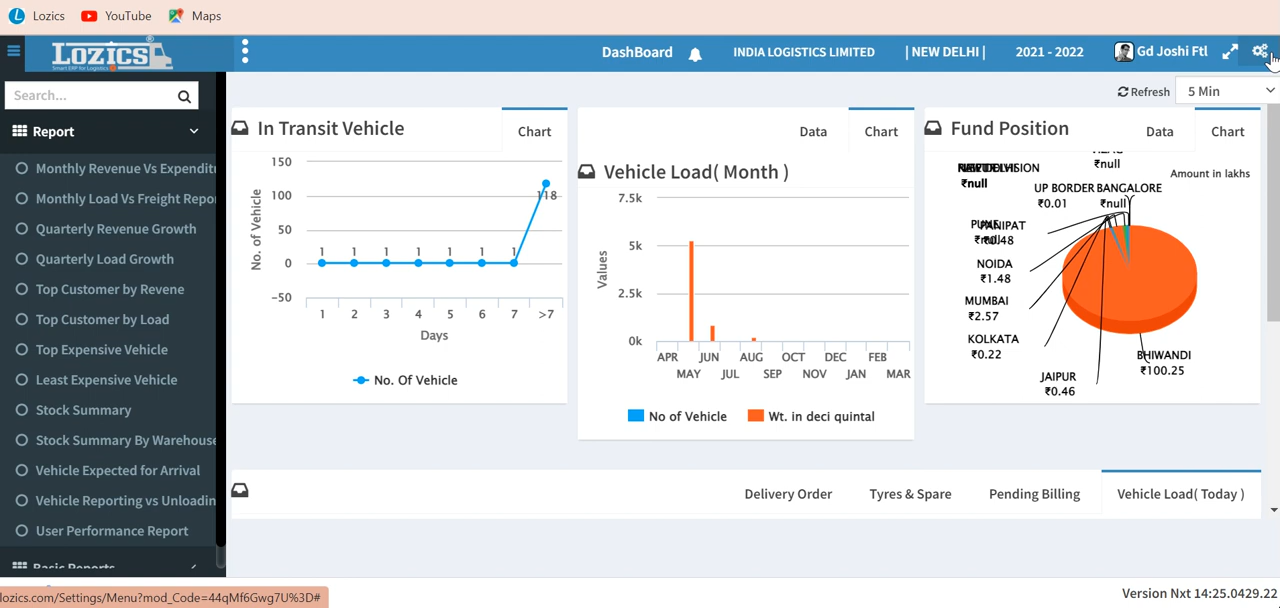 Lozics YouTube Maps
LOZICS®
Smart ERP for Logistics
DashBoard INDIA LOGISTICS LIMITED | NEW DELHI | 2021 - 2022 Gd Joshi Ftl
Search...
Refresh 5 Min
Report
Monthly Revenue Vs Expenditu
Monthly Load Vs Freight Repo
Quarterly Revenue Growth
Quarterly Load Growth
Top Customer by Revene
Top Customer by Load
Top Expensive Vehicle
Least Expensive Vehicle
Stock Summary
Stock Summary By Warehouse
Vehicle Expected for Arrival
Vehicle Reporting vs Unloadin
User Performance Report
Basic Reports
In Transit Vehicle Chart
No. of Vehicle
150
100
50
0
−50
1 1 1 1 1 1 1 118
1 2 3 4 5 6 7 >7
Days
No. Of Vehicle
Data Chart
Vehicle Load( Month )
Values
7.5k
5k
2.5k
0k
APR JUN AUG OCT DEC FEB
MAY JUL SEP NOV JAN MAR
No of Vehicle Wt. in deci quintal
Fund Position Data Chart
Amount in lakhs
₹null
₹null
UP BORDER
₹0.01
BANGALORE
₹null
PANIPAT
₹0.48
NOIDA
₹1.48
MUMBAI
₹2.57
KOLKATA
₹0.22
JAIPUR
₹0.46
BHIWANDI
₹100.25
Delivery Order Tyres & Spare Pending Billing Vehicle Load( Today )
lozics.com/Settings/Menu?mod_Code=44qMf6Gwg7U%3D#
Version Nxt 14:25.0429.22